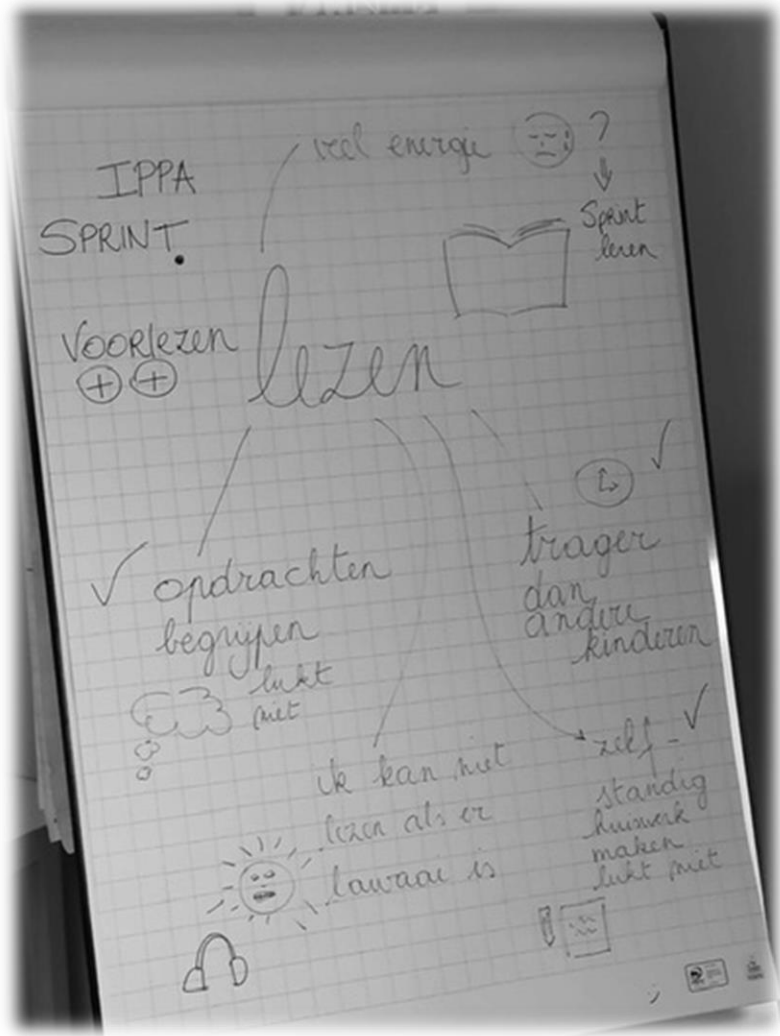 veel energie ?
IPPA
SPRINT.
Sprint
leren
VOORlezen
lezen
trager
dan
andere
kinderen
opdrachten
begrijpen
lukt
niet
zelf-
standig
huiswerk
maken
lukt niet
ik kan niet
lezen als er
lawaai is